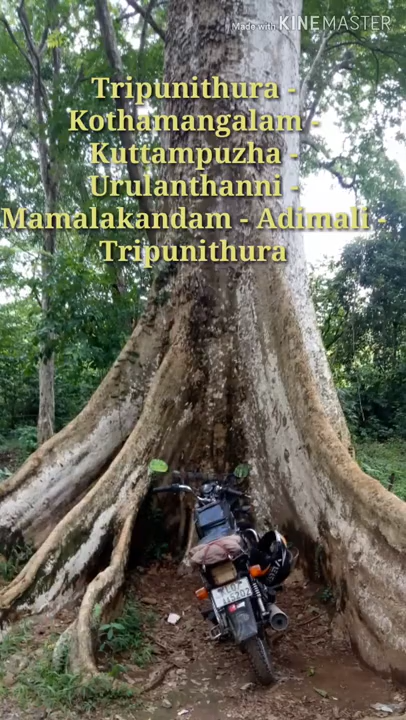 Made with KINEMASTER
Tripunithura -
Kothamangalam -
Kuttampuzha -
Urulanthanni -
Mamalakandam - Adimali -
Tripunithura